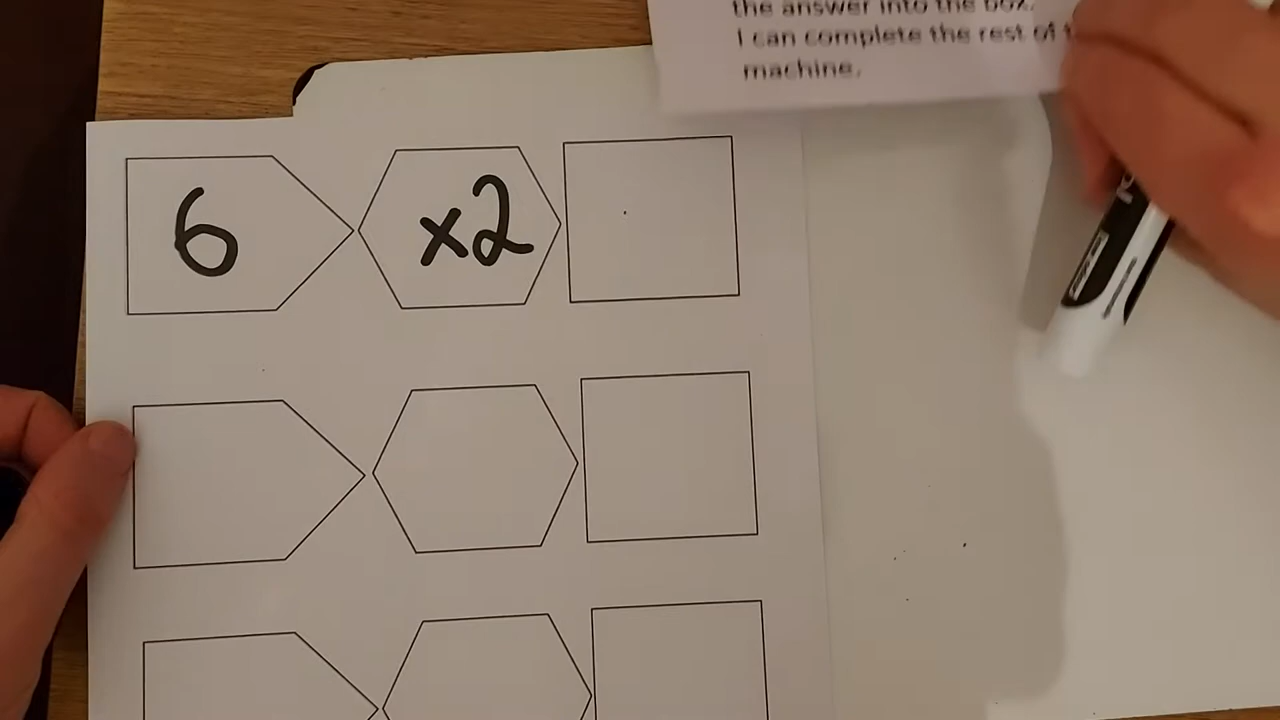 the answer into the box.
I can complete the rest of
machine.
6 x2